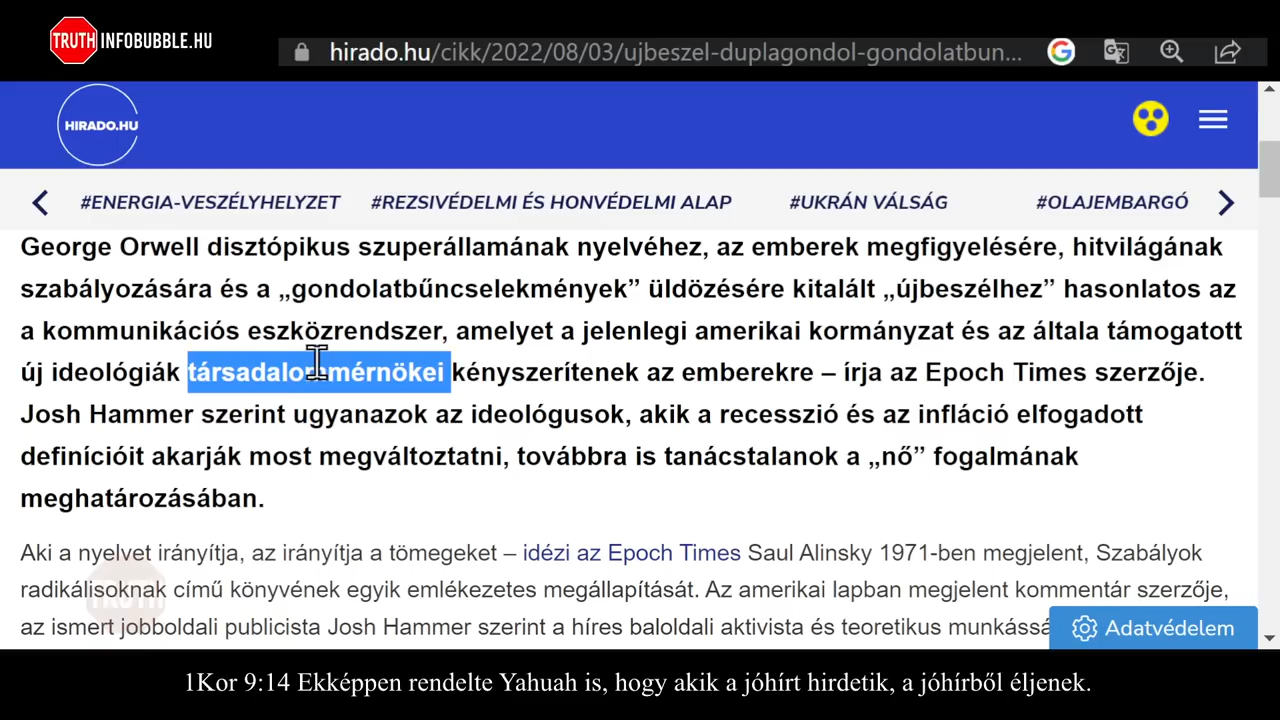 TRUTH INFOBUBBLE.HU
hirado.hu/cikk/2022/08/03/ujbeszel-duplagondol-gondolatbun...
HIRADO.HU
#ENERGIA-VESZÉLYHELYZET #REZSIVÉDELMI ÉS HONVÉDELMI ALAP #UKRÁN VÁLSÁG #OLAJEMBARGÓ
George Orwell disztópikus szuperállamának nyelvéhez, az emberek megfigyelésére, hitvilágának
szabályozására és a „gondolatbűncselekmények” üldözésére kitalált „újbeszélhez” hasonlatos az
a kommunikációs eszközrendszer, amelyet a jelenlegi amerikai kormányzat és az általa támogatott
új ideológiák társadalommérnökei kényszerítenek az emberekre – írja az Epoch Times szerzője.
Josh Hammer szerint ugyanazok az ideológusok, akik a recesszió és az infláció elfogadott
definícióit akarják most megváltoztatni, továbbra is tanácstalanok a „nő” fogalmának
meghatározásában.
Aki a nyelvet irányítja, az irányítja a tömegeket – idézi az Epoch Times Saul Alinsky 1971-ben megjelent, Szabályok
radikálisoknak című könyvének egyik emlékezetes megállapítását. Az amerikai lapban megjelent kommentár szerzője,
az ismert jobboldali publicista Josh Hammer szerint a híres baloldali aktivista és teoretikus munkássá
Adatvédelem
TRUTH
1Kor 9:14 Ekképpen rendelte Yahuah is, hogy akik a jóhírt hirdetik, a jóhírből éljenek.